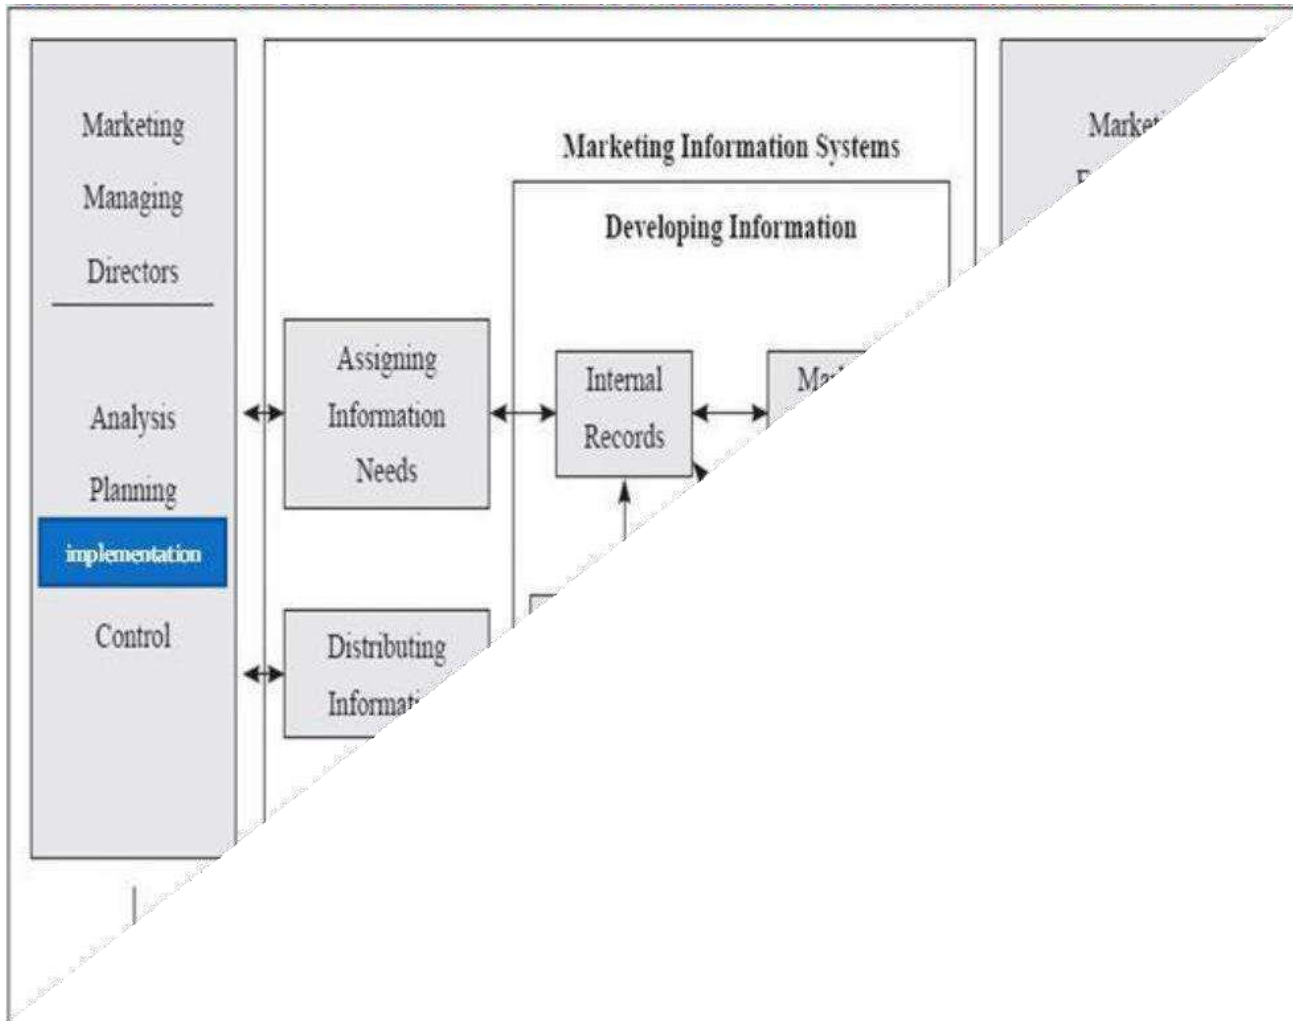 Marketing
Managing
Directors
Analysis
Planning
implementation
Control
Marketing Information Systems
Developing Information
Assigning
Information
Needs
Internal
Records
Distributing